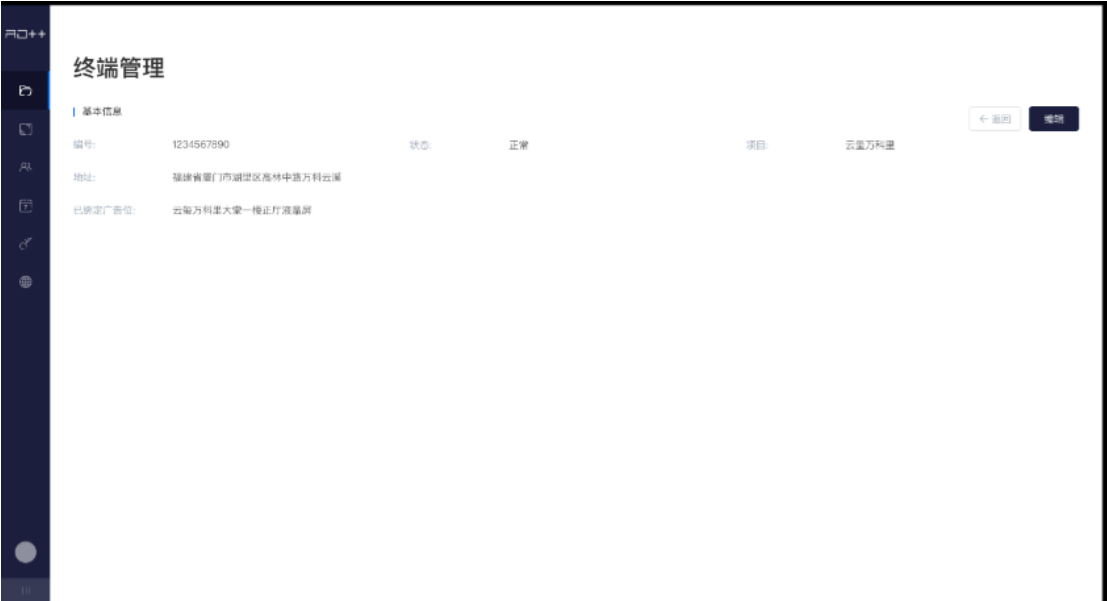 AD++
终端管理
基本信息
← 返回 编辑
编号: 1234567890 状态: 正常 项目: 云玺万科里
地址: 福建省厦门市湖里区高林中路万科云溪
已绑定广告位: 云玺万科里大堂一楼正厅液晶屏